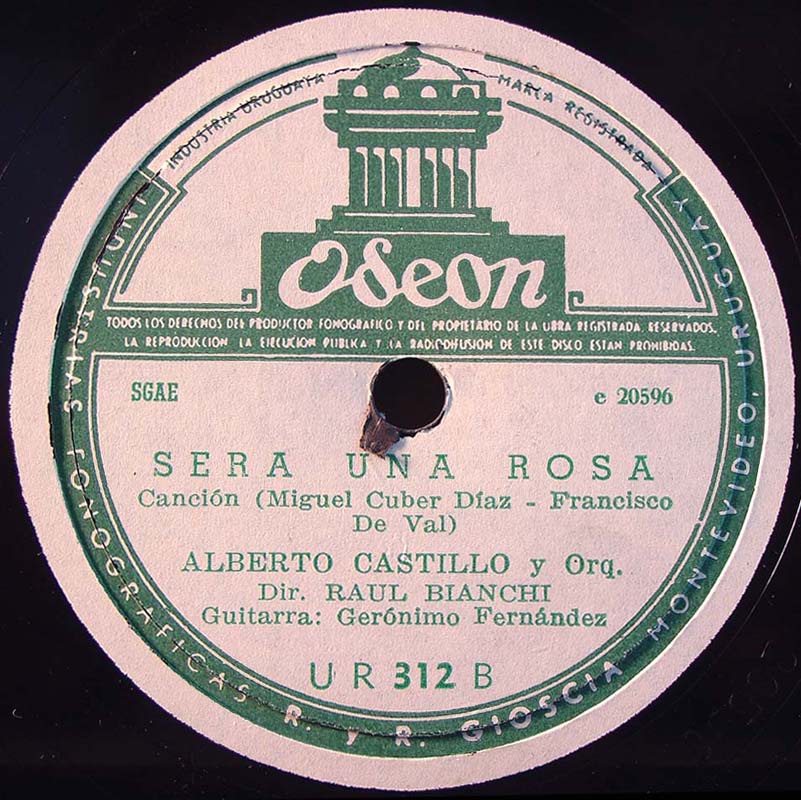 INDUSTRIA URUGUAYA
MARCA REGISTRADA
Odeon
TODOS LOS DERECHOS DEL PRODUCTOR FONOGRAFICO Y DEL PROPIETARIO DE LA OBRA REGISTRADA RESERVADOS.
LA REPRODUCCION LA EJECUCION PUBLICA Y LA RADIODIFUSION DE ESTE DISCO ESTAN PROHIBIDAS.
SGAE
e 20596
SERA UNA ROSA
Canción (Miguel Cuber Díaz - Francisco
De Val)
ALBERTO CASTILLO y Orq.
Dir. RAUL BIANCHI
Guitarra: Gerónimo Fernández
UR 312 B
INDUSTRIAS FONOGRAFICAS R. y R. GIOSCIA - MONTEVIDEO, URUGUAY